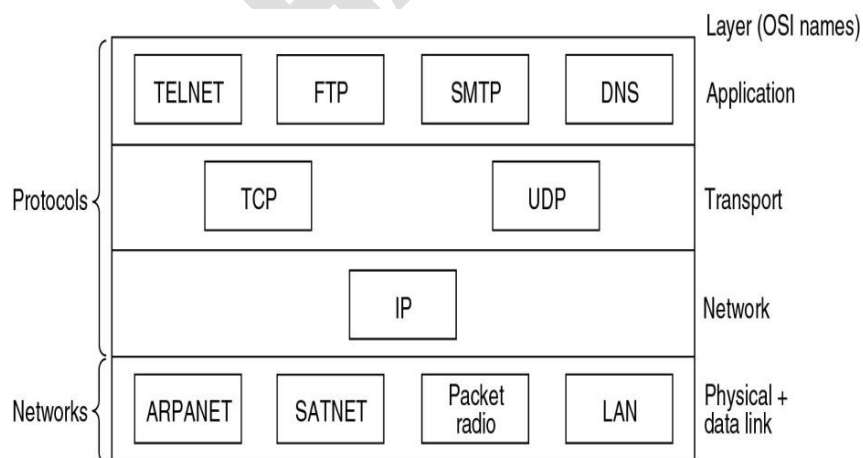 Layer (OSI names)
TELNET FTP SMTP DNS Application
Protocols TCP UDP Transport
IP Network
Networks ARPANET SATNET Packet radio LAN Physical + data link